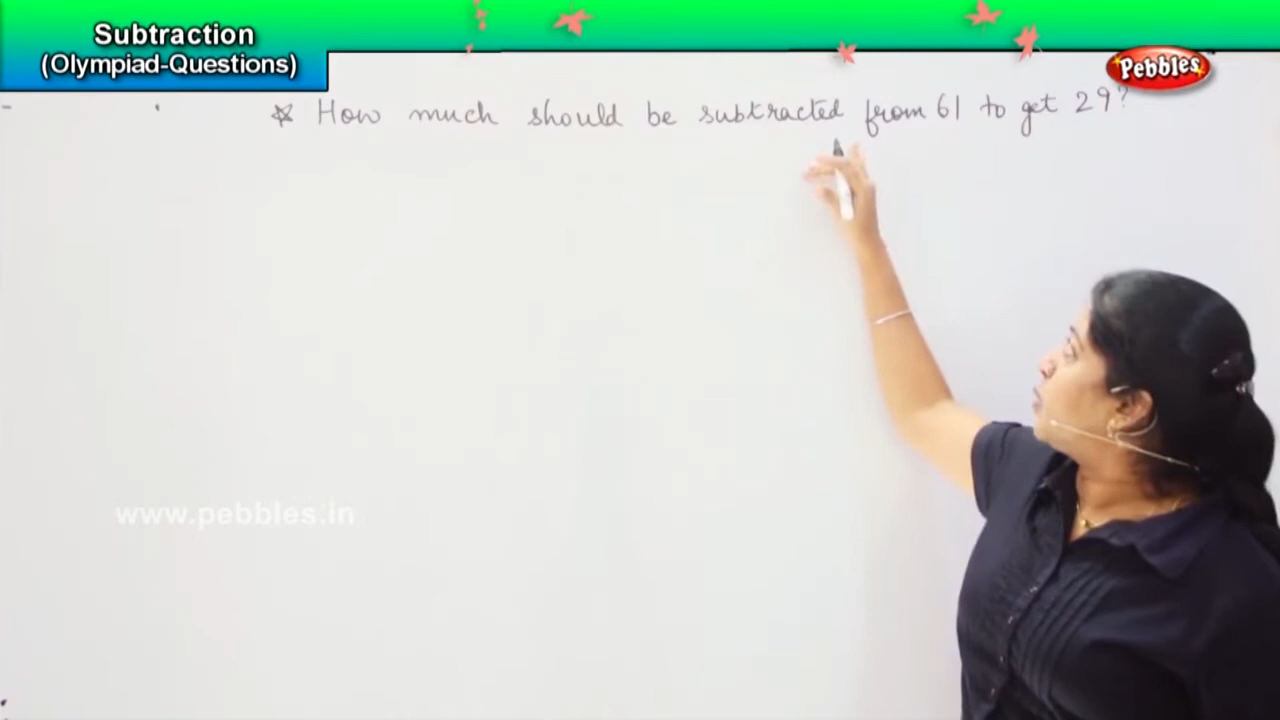 Subtraction
(Olympiad-Questions)
Pebbles
☆ How much should be subtracted from 61 to get 29?
www.pebbles.in